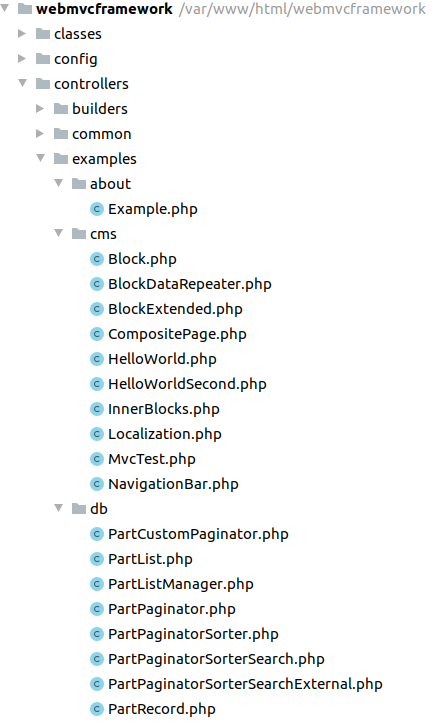 webmvcframework /var/www/html/webmvcframework
classes
config
controllers
builders
common
examples
about
Example.php
cms
Block.php
BlockDataRepeater.php
BlockExtended.php
CompositePage.php
HelloWorld.php
HelloWorldSecond.php
InnerBlocks.php
Localization.php
MvcTest.php
NavigationBar.php
db
PartCustomPaginator.php
PartList.php
PartListManager.php
PartPaginator.php
PartPaginatorSorter.php
PartPaginatorSorterSearch.php
PartPaginatorSorterSearchExternal.php
PartRecord.php